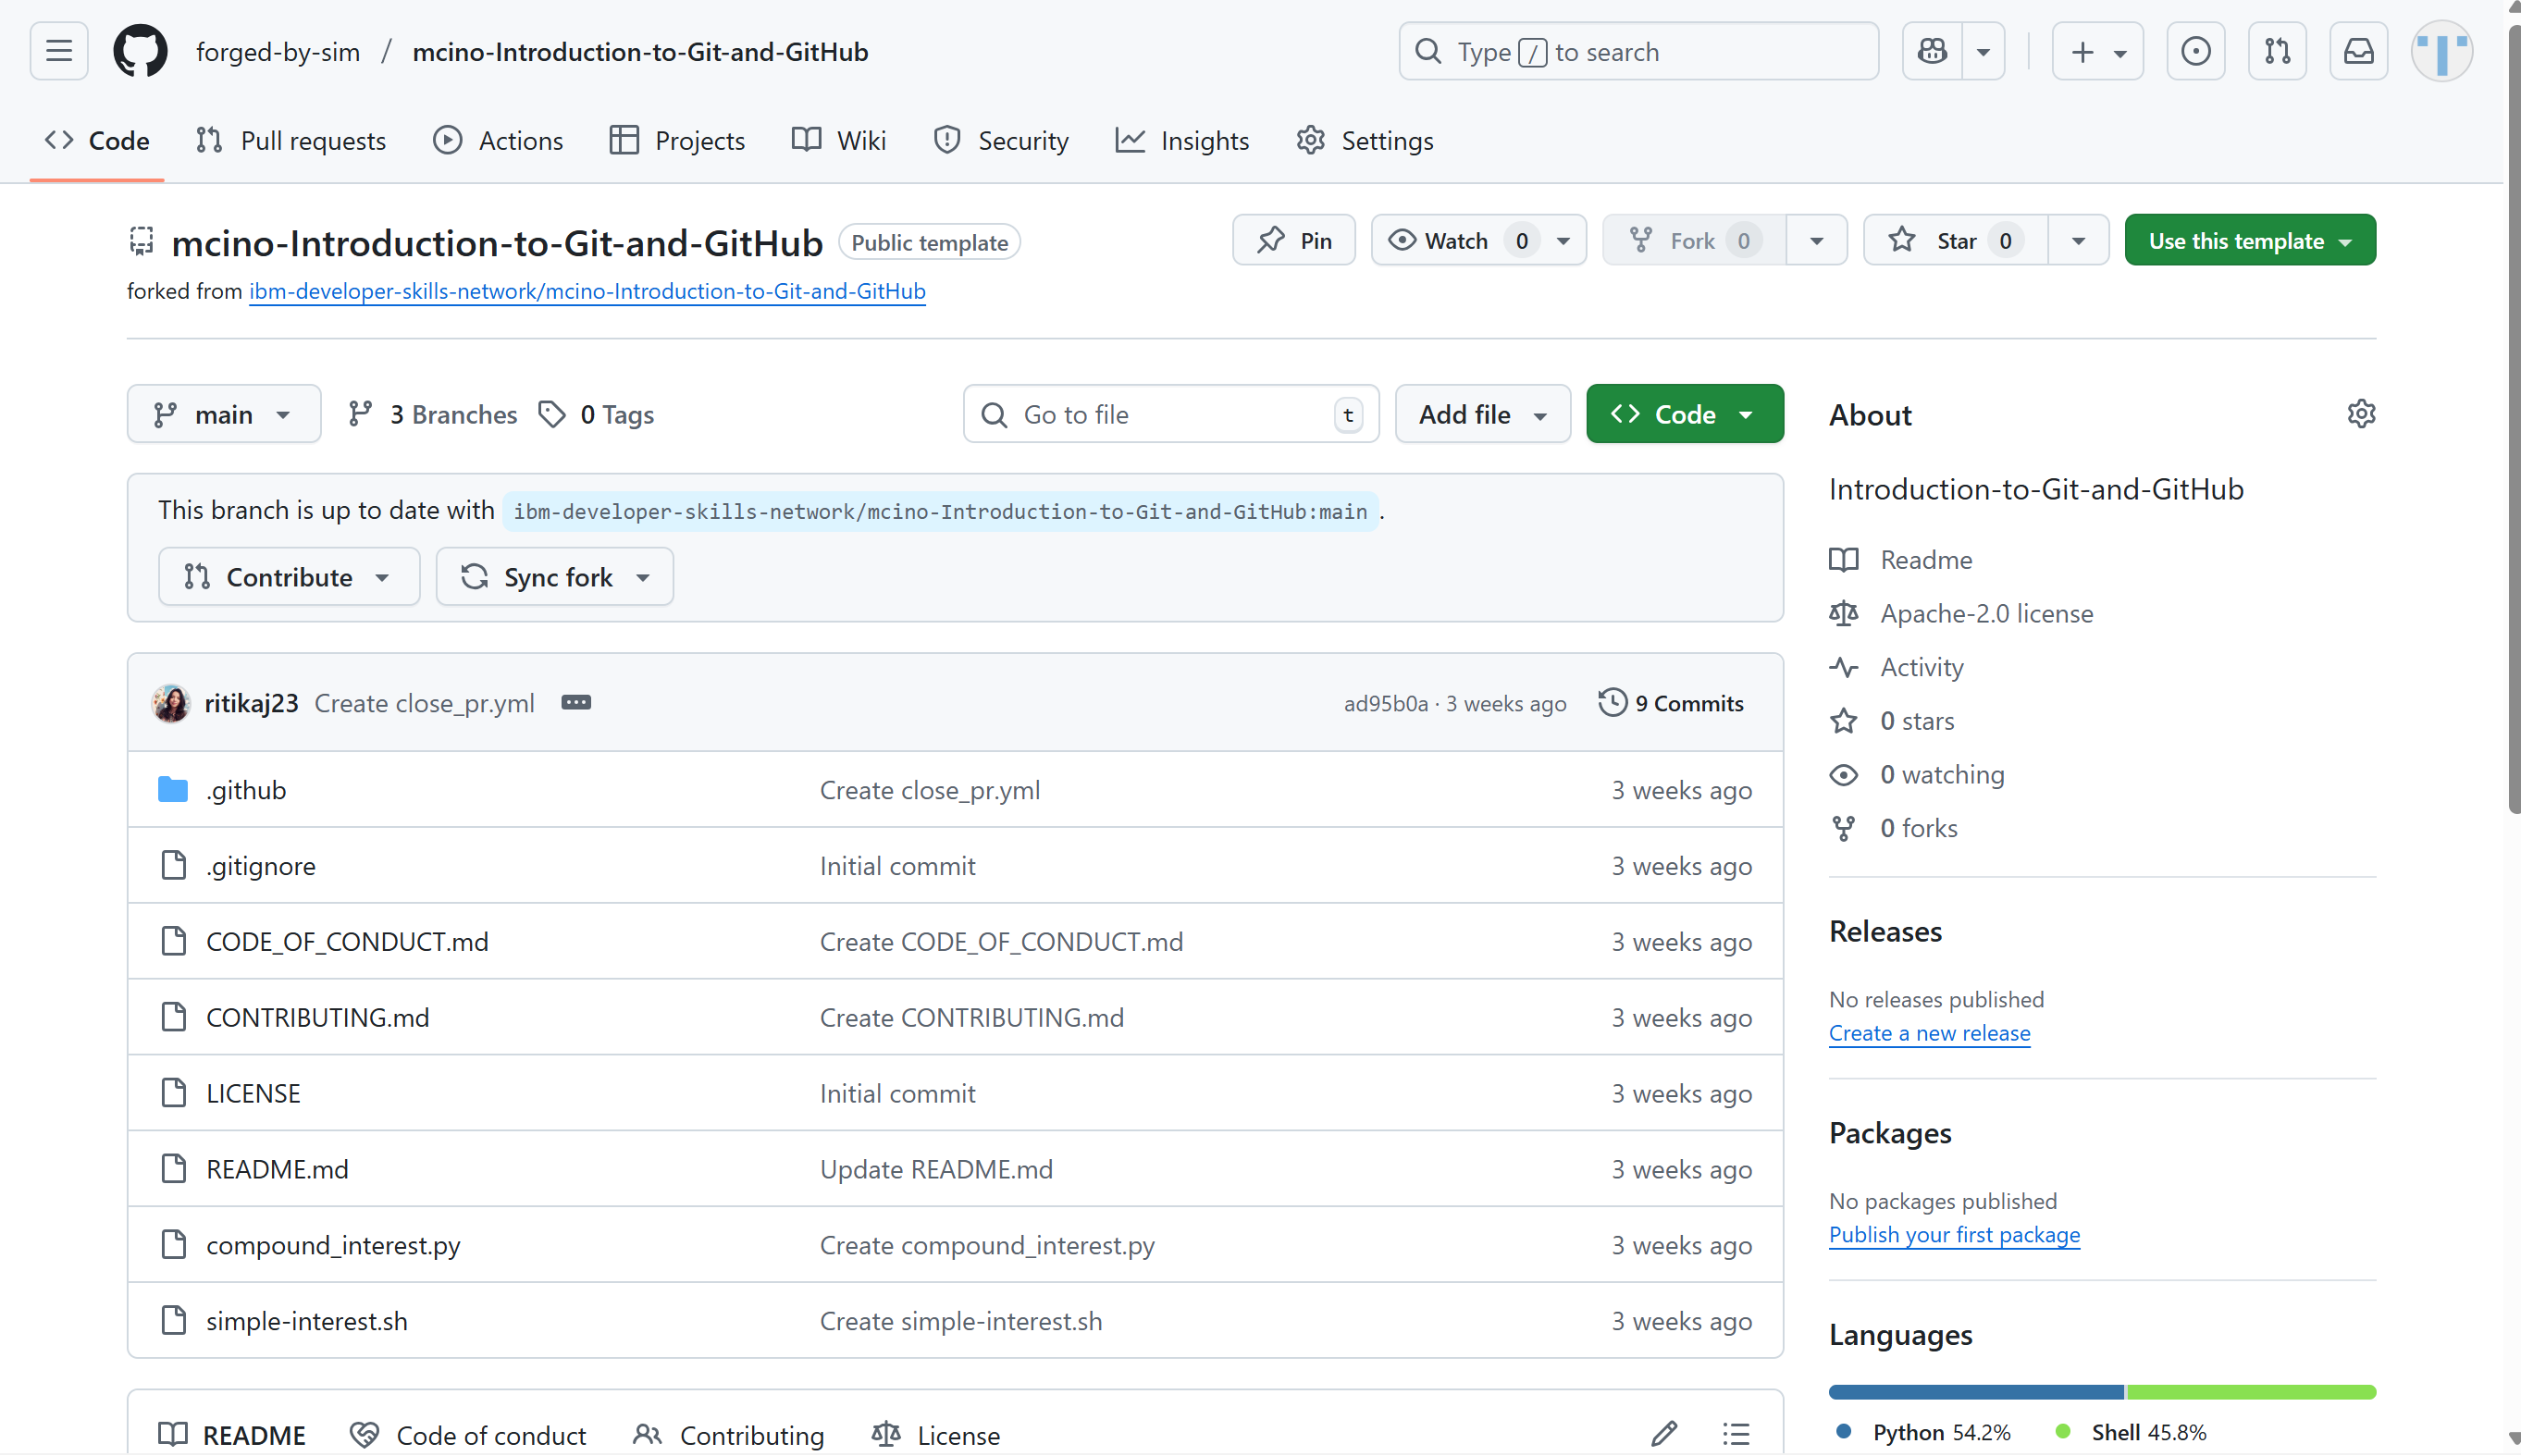 forged-by-sim / mcino-Introduction-to-Git-and-GitHub
Type / to search
Code Pull requests Actions Projects Wiki Security Insights Settings
mcino-Introduction-to-Git-and-GitHub Public template
Pin Watch 0 Fork 0 Star 0 Use this template
forked from ibm-developer-skills-network/mcino-Introduction-to-Git-and-GitHub
main 3 Branches 0 Tags
Go to file t Add file Code
This branch is up to date with ibm-developer-skills-network/mcino-Introduction-to-Git-and-GitHub:main .
Contribute Sync fork
ritikaj23 Create close_pr.yml ad95b0a · 3 weeks ago 9 Commits
.github Create close_pr.yml 3 weeks ago
.gitignore Initial commit 3 weeks ago
CODE_OF_CONDUCT.md Create CODE_OF_CONDUCT.md 3 weeks ago
CONTRIBUTING.md Create CONTRIBUTING.md 3 weeks ago
LICENSE Initial commit 3 weeks ago
README.md Update README.md 3 weeks ago
compound_interest.py Create compound_interest.py 3 weeks ago
simple-interest.sh Create simple-interest.sh 3 weeks ago
README Code of conduct Contributing License
About
Introduction-to-Git-and-GitHub
Readme
Apache-2.0 license
Activity
0 stars
0 watching
0 forks
Releases
No releases published
Create a new release
Packages
No packages published
Publish your first package
Languages
Python 54.2% Shell 45.8%